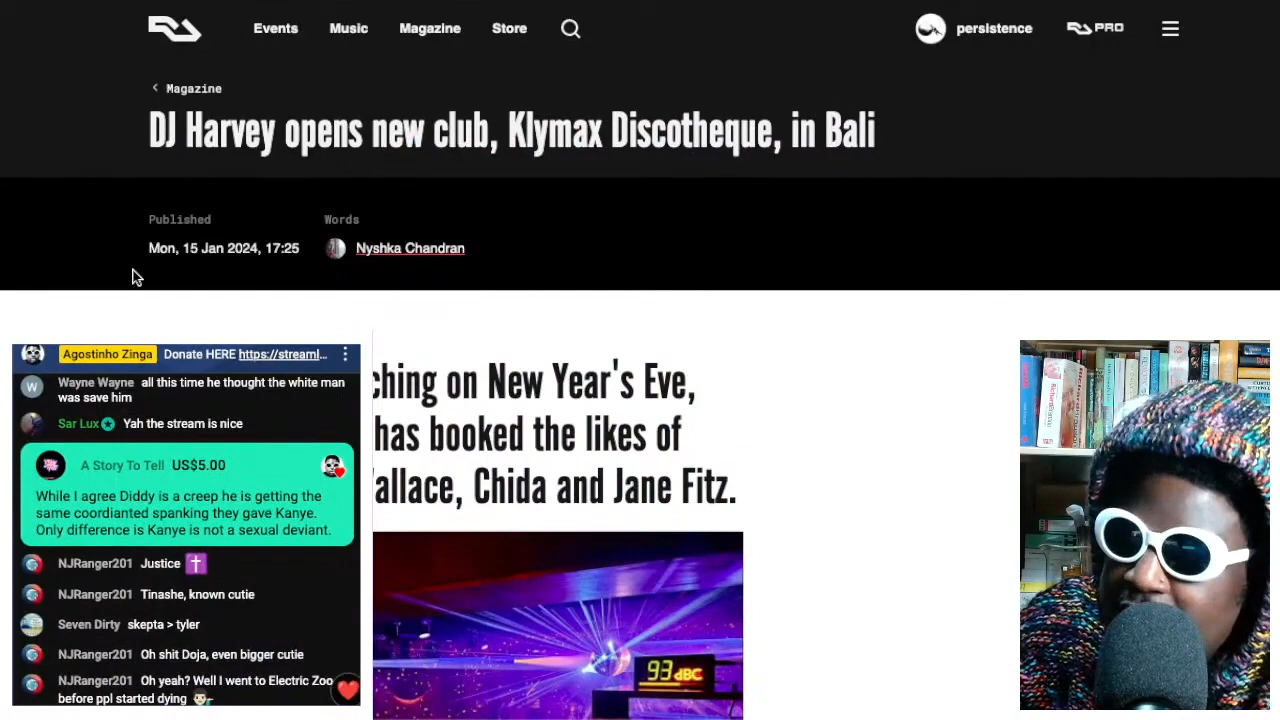 Events Music Magazine Store
persistence PRO
Magazine
DJ Harvey opens new club, Klymax Discotheque, in Bali
Published Words
Mon, 15 Jan 2024, 17:25 Nyshka Chandran
ching on New Year's Eve,
has booked the likes of
allace, Chida and Jane Fitz.
93 dBC
Agostinho Zinga Donate HERE https://streaml...
W Wayne Wayne all this time he thought the white man
was save him
Sar Lux Yah the stream is nice
A Story To Tell US$5.00
While I agree Diddy is a creep he is getting the
same coordianted spanking they gave Kanye.
Only difference is Kanye is not a sexual deviant.
NJRanger201 Justice
NJRanger201 Tinashe, known cutie
Seven Dirty skepta > tyler
NJRanger201 Oh shit Doja, even bigger cutie
NJRanger201 Oh yeah? Well I went to Electric Zoo
before ppl started dying